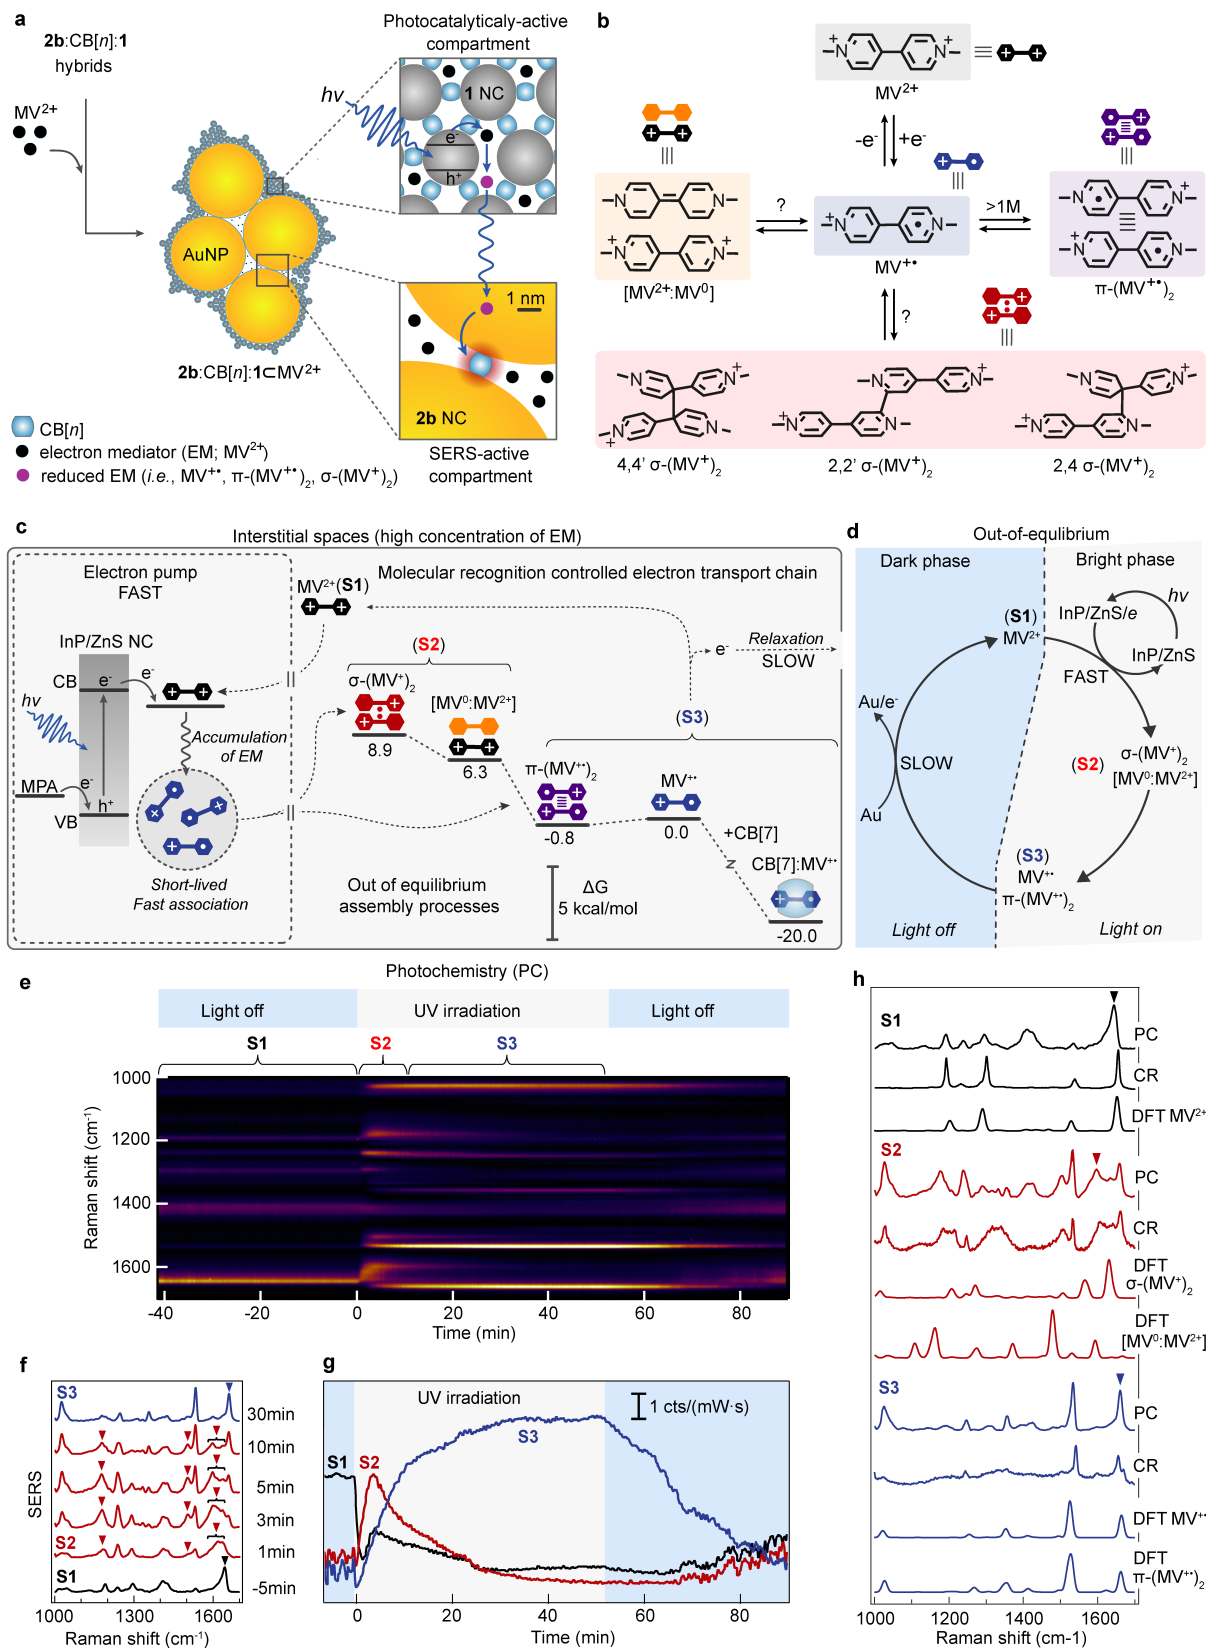 a
2b:CB[n]:1
hybrids
MV²⁺
Photocatalyticaly-active
compartment
hν
1 NC
e⁻
h⁺
AuNP
2b:CB[n]:1⊂MV²⁺
1 nm
2b NC
SERS-active
compartment
CB[n]
electron mediator (EM; MV²⁺)
reduced EM (i.e., MV⁺•, π-(MV⁺•)₂, σ-(MV⁺)₂)
b
MV²⁺
-e⁻ +e⁻
?
>1M
[MV²⁺:MV⁰]
MV⁺•
π-(MV⁺•)₂
?
4,4' σ-(MV⁺)₂
2,2' σ-(MV⁺)₂
2,4 σ-(MV⁺)₂
c
Interstitial spaces (high concentration of EM)
Electron pump
FAST
Molecular recognition controlled electron transport chain
MV²⁺(S1)
InP/ZnS NC
CB
e⁻
e⁻
hν
MPA
e⁻
h⁺
VB
Accumulation
of EM
Short-lived
Fast association
(S2)
σ-(MV⁺)₂
8.9
[MV⁰:MV²⁺]
6.3
e⁻
Relaxation
SLOW
(S3)
π-(MV⁺•)₂
-0.8
MV⁺•
0.0
+CB[7]
CB[7]:MV⁺•
-20.0
Out of equilibrium
assembly processes
ΔG
5 kcal/mol
d
Out-of-equlibrium
Dark phase
Bright phase
hν
InP/ZnS/e
InP/ZnS
(S1)
MV²⁺
FAST
Au/e⁻
SLOW
Au
(S2)
σ-(MV⁺)₂
[MV⁰:MV²⁺]
(S3)
MV⁺•
π-(MV⁺•)₂
Light off
Light on
e
Photochemistry (PC)
Light off
UV irradiation
Light off
S1
S2
S3
Raman shift (cm⁻¹)
1000
1200
1400
1600
-40 -20 0 20 40 60 80
Time (min)
f
SERS
S3
30min
10min
5min
3min
S2
1min
S1
-5min
1000 1300 1600
Raman shift (cm⁻¹)
g
UV irradiation
1 cts/(mW·s)
S1
S2
S3
0 20 40 60 80
Time (min)
h
S1
PC
CR
DFT MV²⁺
S2
PC
CR
DFT
σ-(MV⁺)₂
DFT
[MV⁰:MV²⁺]
S3
PC
CR
DFT MV⁺•
DFT
π-(MV⁺•)₂
1000 1200 1400 1600
Raman shift (cm-1)